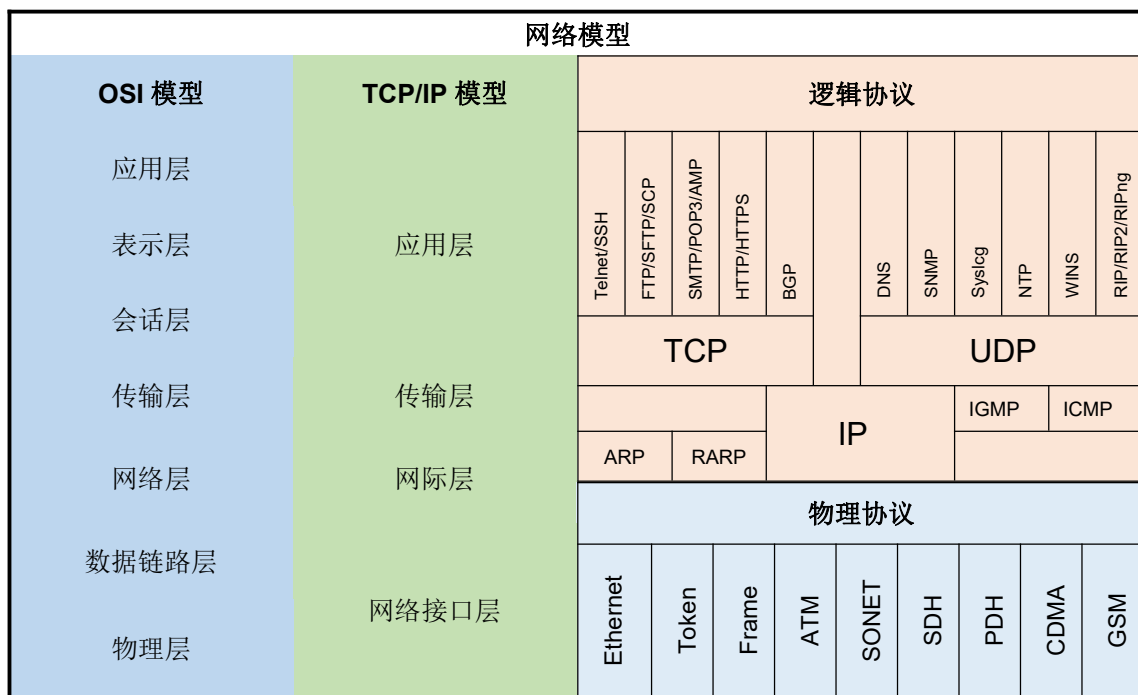 网络模型
OSI 模型
TCP/IP 模型
逻辑协议
应用层
表示层
会话层
传输层
网络层
数据链路层
物理层
应用层
传输层
网际层
网络接口层
Telnet/SSH
FTP/SFTP/SCP
SMTP/POP3/AMP
HTTP/HTTPS
BGP
DNS
SNMP
Syslcg
NTP
WINS
RIP/RIP2/RIPng
TCP
UDP
IP
IGMP
ICMP
ARP
RARP
物理协议
Ethernet
Token
Frame
ATM
SONET
SDH
PDH
CDMA
GSM